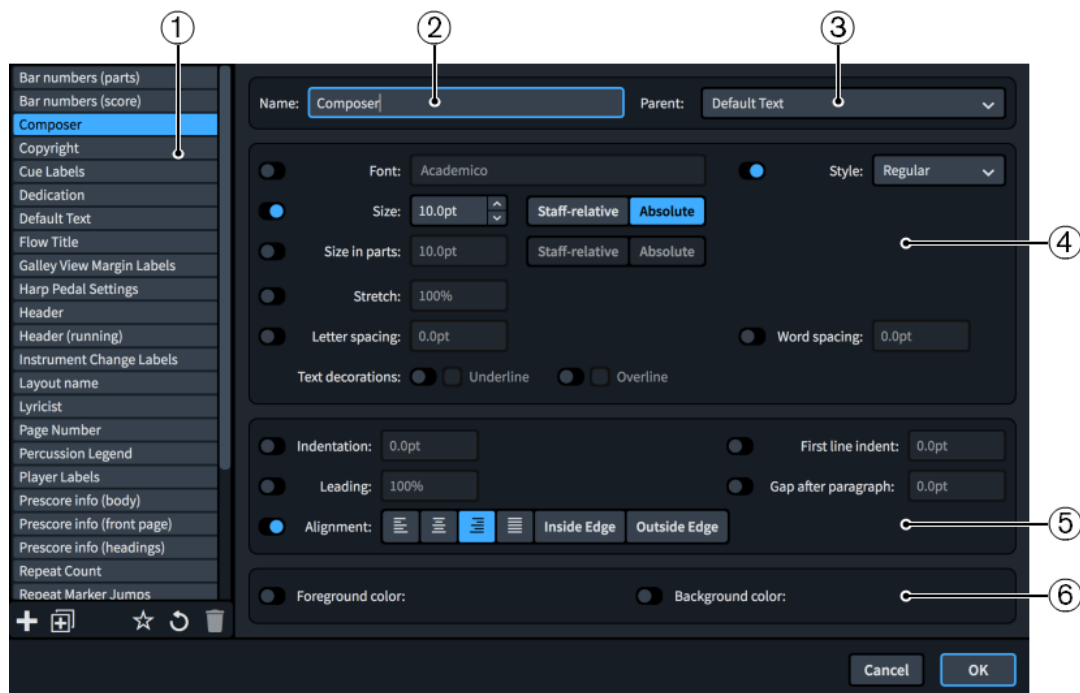 ① ② ③
Bar numbers (parts)
Bar numbers (score)
Composer
Copyright
Cue Labels
Dedication
Default Text
Flow Title
Galley View Margin Labels
Harp Pedal Settings
Header
Header (running)
Instrument Change Labels
Layout name
Lyricist
Page Number
Percussion Legend
Player Labels
Prescore info (body)
Prescore info (front page)
Prescore info (headings)
Repeat Count
Repeat Marker Jumps
Name: Composer Parent: Default Text
Font: Academico Style: Regular
Size: 10.0pt Staff-relative Absolute
④
Size in parts: 10.0pt Staff-relative Absolute
Stretch: 100%
Letter spacing: 0.0pt Word spacing: 0.0pt
Text decorations: Underline Overline
Indentation: 0.0pt First line indent: 0.0pt
Leading: 100% Gap after paragraph: 0.0pt
Alignment: Inside Edge Outside Edge ⑤
Foreground color: Background color: ⑥
Cancel OK